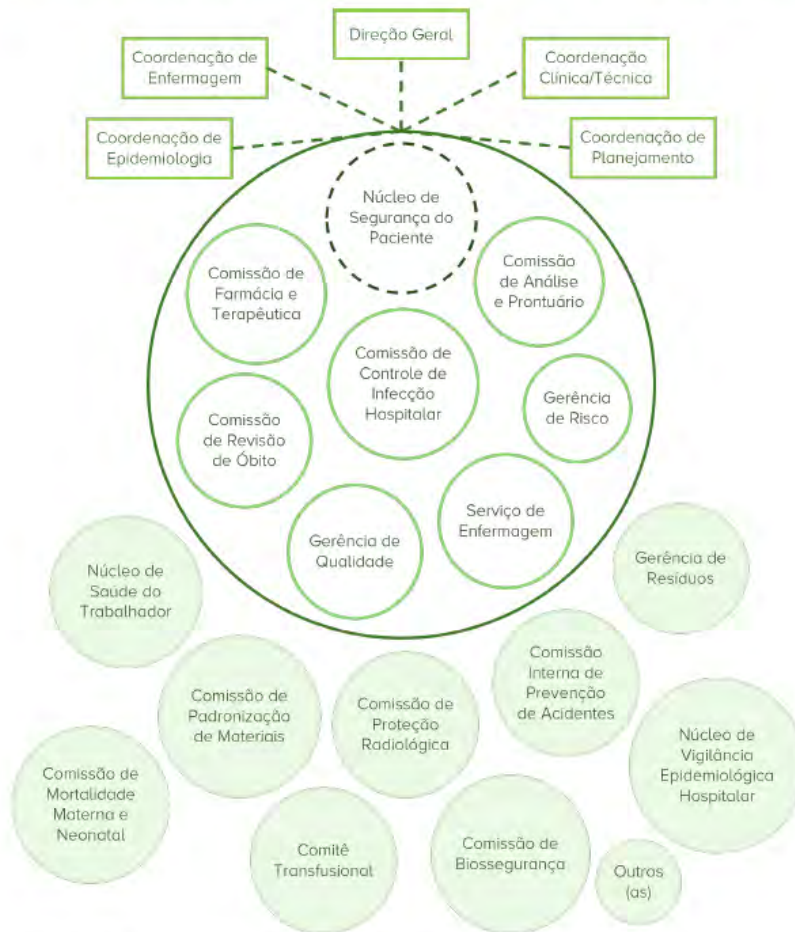 Direção Geral
Coordenação de
Enfermagem
Coordenação
Clínica/Técnica
Coordenação de
Epidemiologia
Coordenação de
Planejamento
Núcleo de
Segurança do
Paciente
Comissão de
Farmácia e
Terapêutica
Comissão
de Análise
e Prontuário
Comissão de
Controle de
Infecção
Hospitalar
Gerência
de Risco
Comissão
de Revisão
de Óbito
Serviço de
Enfermagem
Gerência de
Qualidade
Núcleo de
Saúde do
Trabalhador
Gerência de
Resíduos
Comissão
Interna de
Prevenção
de Acidentes
Comissão de
Padronização
de Materiais
Comissão de
Proteção
Radiológica
Núcleo de
Vigilância
Epidemiológica
Hospitalar
Comissão de
Mortalidade
Materna e
Neonatal
Comitê
Transfusional
Comissão de
Biossegurança
Outros
(as)